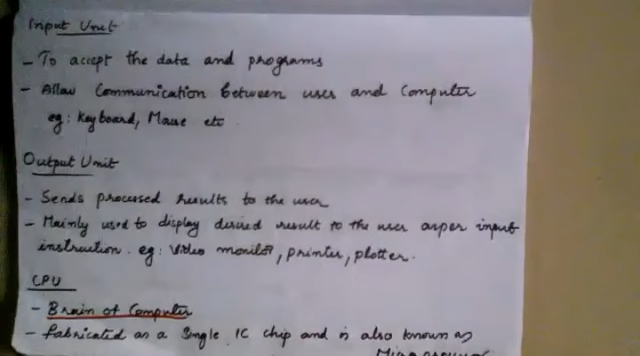 Input Unit
- To accept the data and programs
- Allow Communication between user and Computer
eg: Keyboard, Mouse etc
Output Unit
- Sends processed results to the user
- Mainly used to display desired result to the user as per input
instruction. eg: Video monitor, printer, plotter.
CPU
- Brain of Computer
- Fabricated as a single IC chip and is also known as